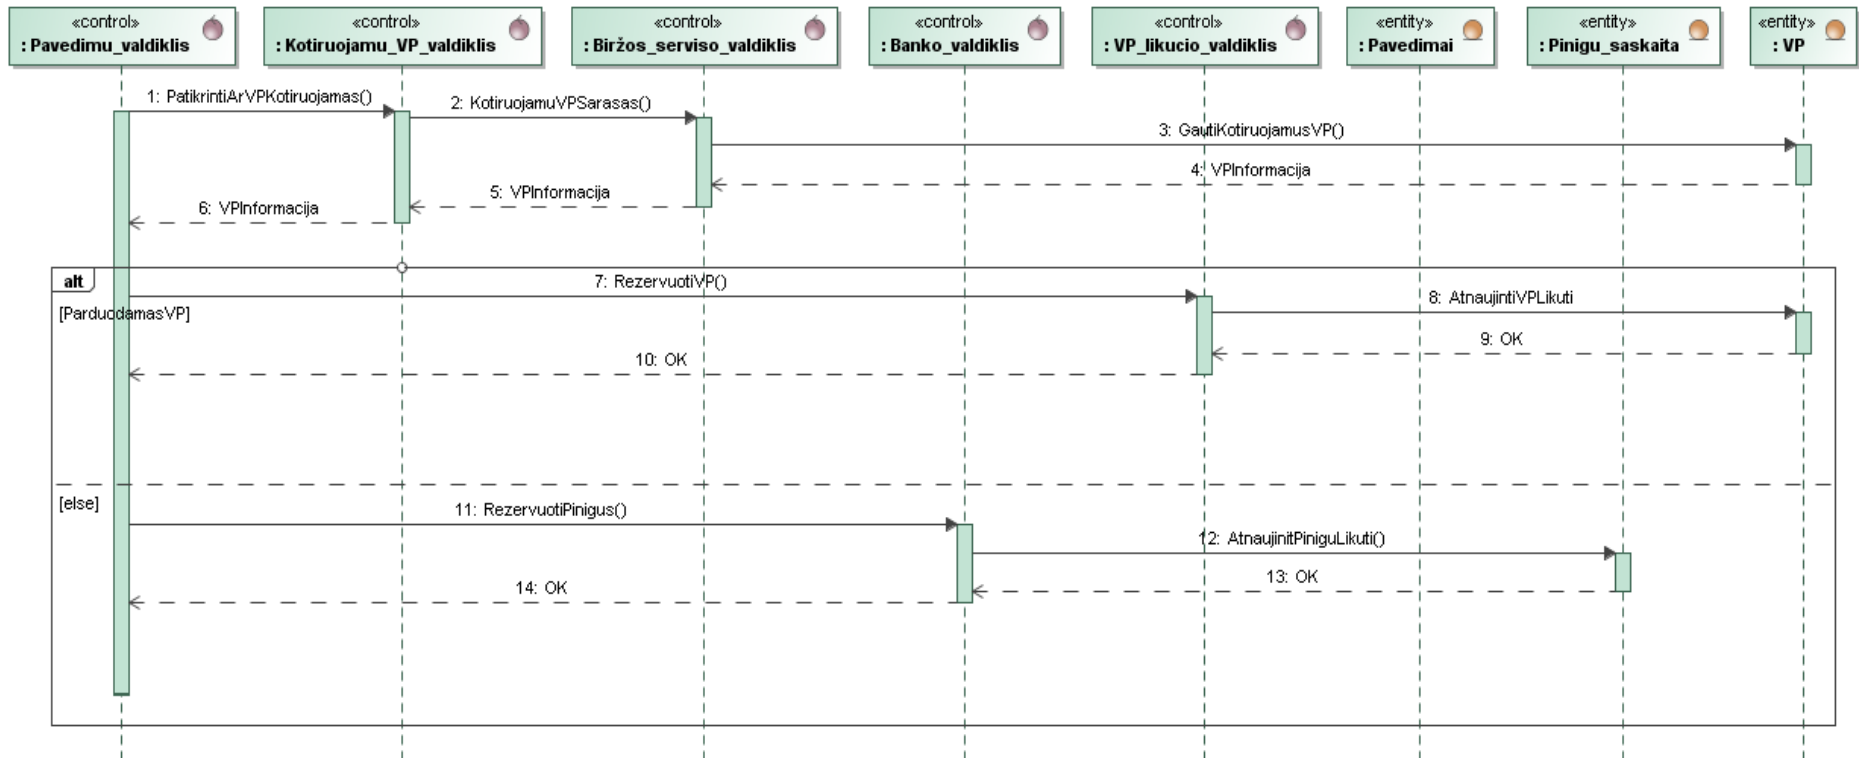 «control»
: Pavedimu_valdiklis
«control»
: Kotiruojamu_VP_valdiklis
«control»
: Biržos_serviso_valdiklis
«control»
: Banko_valdiklis
«control»
: VP_likucio_valdiklis
«entity»
: Pavedimai
«entity»
: Pinigu_saskaita
«entity»
: VP
1: PatikrintiArVPKotiruojamas()
2: KotiruojamuVPSarasas()
3: GautiKotiruojamusVP()
4: VPInformacija
5: VPInformacija
6: VPInformacija
alt
7: RezervuotiVP()
[ParduodamasVP]
8: AtnaujintiVPLikuti
9: OK
10: OK
[else]
11: RezervuotiPinigus()
12: AtnaujinitPiniguLikuti()
13: OK
14: OK